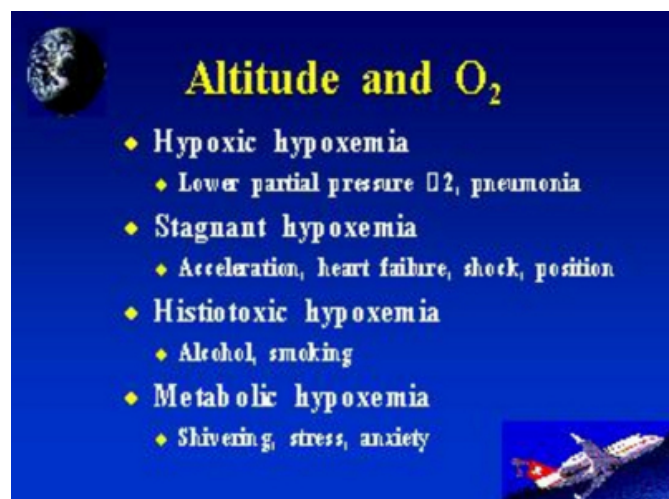 Altitude and O₂
Hypoxic hypoxemia
Lower partial pressure □2, pneumonia
Stagnant hypoxemia
Acceleration, heart failure, shock, position
Histiotoxic hypoxemia
Alcohol, smoking
Metabolic hypoxemia
Shivering, stress, anxiety